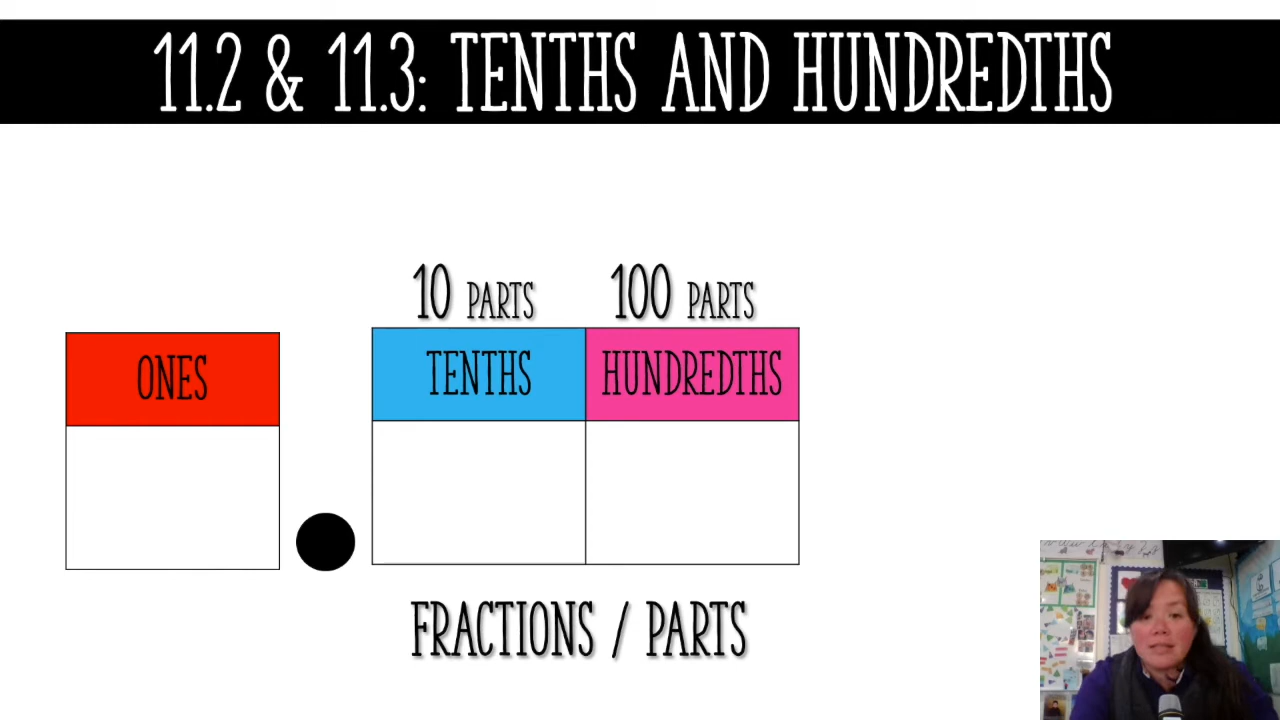 11.2 & 11.3: TENTHS AND HUNDREDTHS
10 PARTS 100 PARTS
ONES TENTHS HUNDREDTHS
FRACTIONS / PARTS